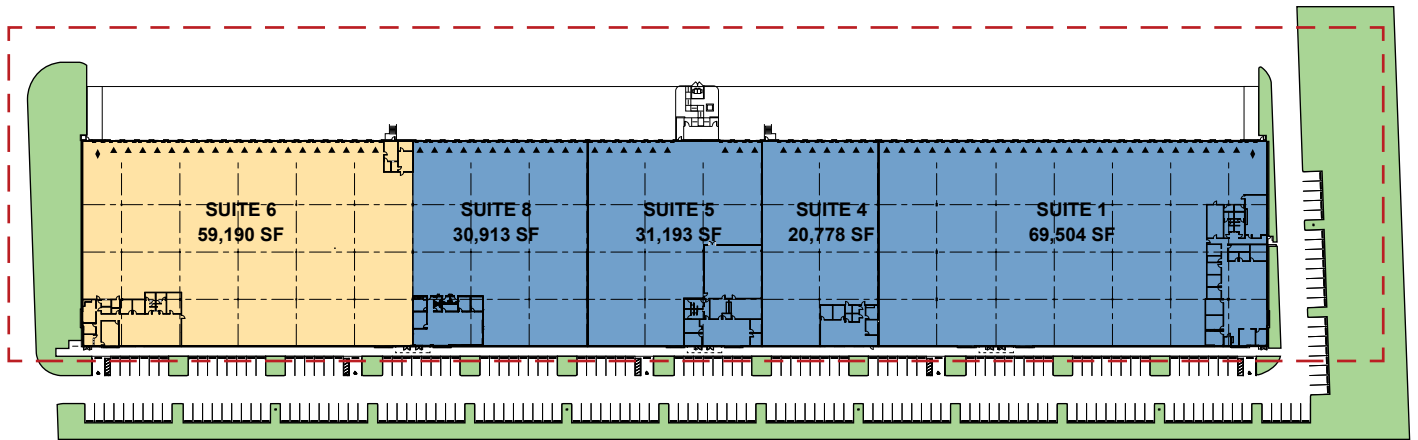 SUITE 6
59,190 SF
SUITE 8
30,913 SF
SUITE 5
31,193 SF
SUITE 4
20,778 SF
SUITE 1
69,504 SF